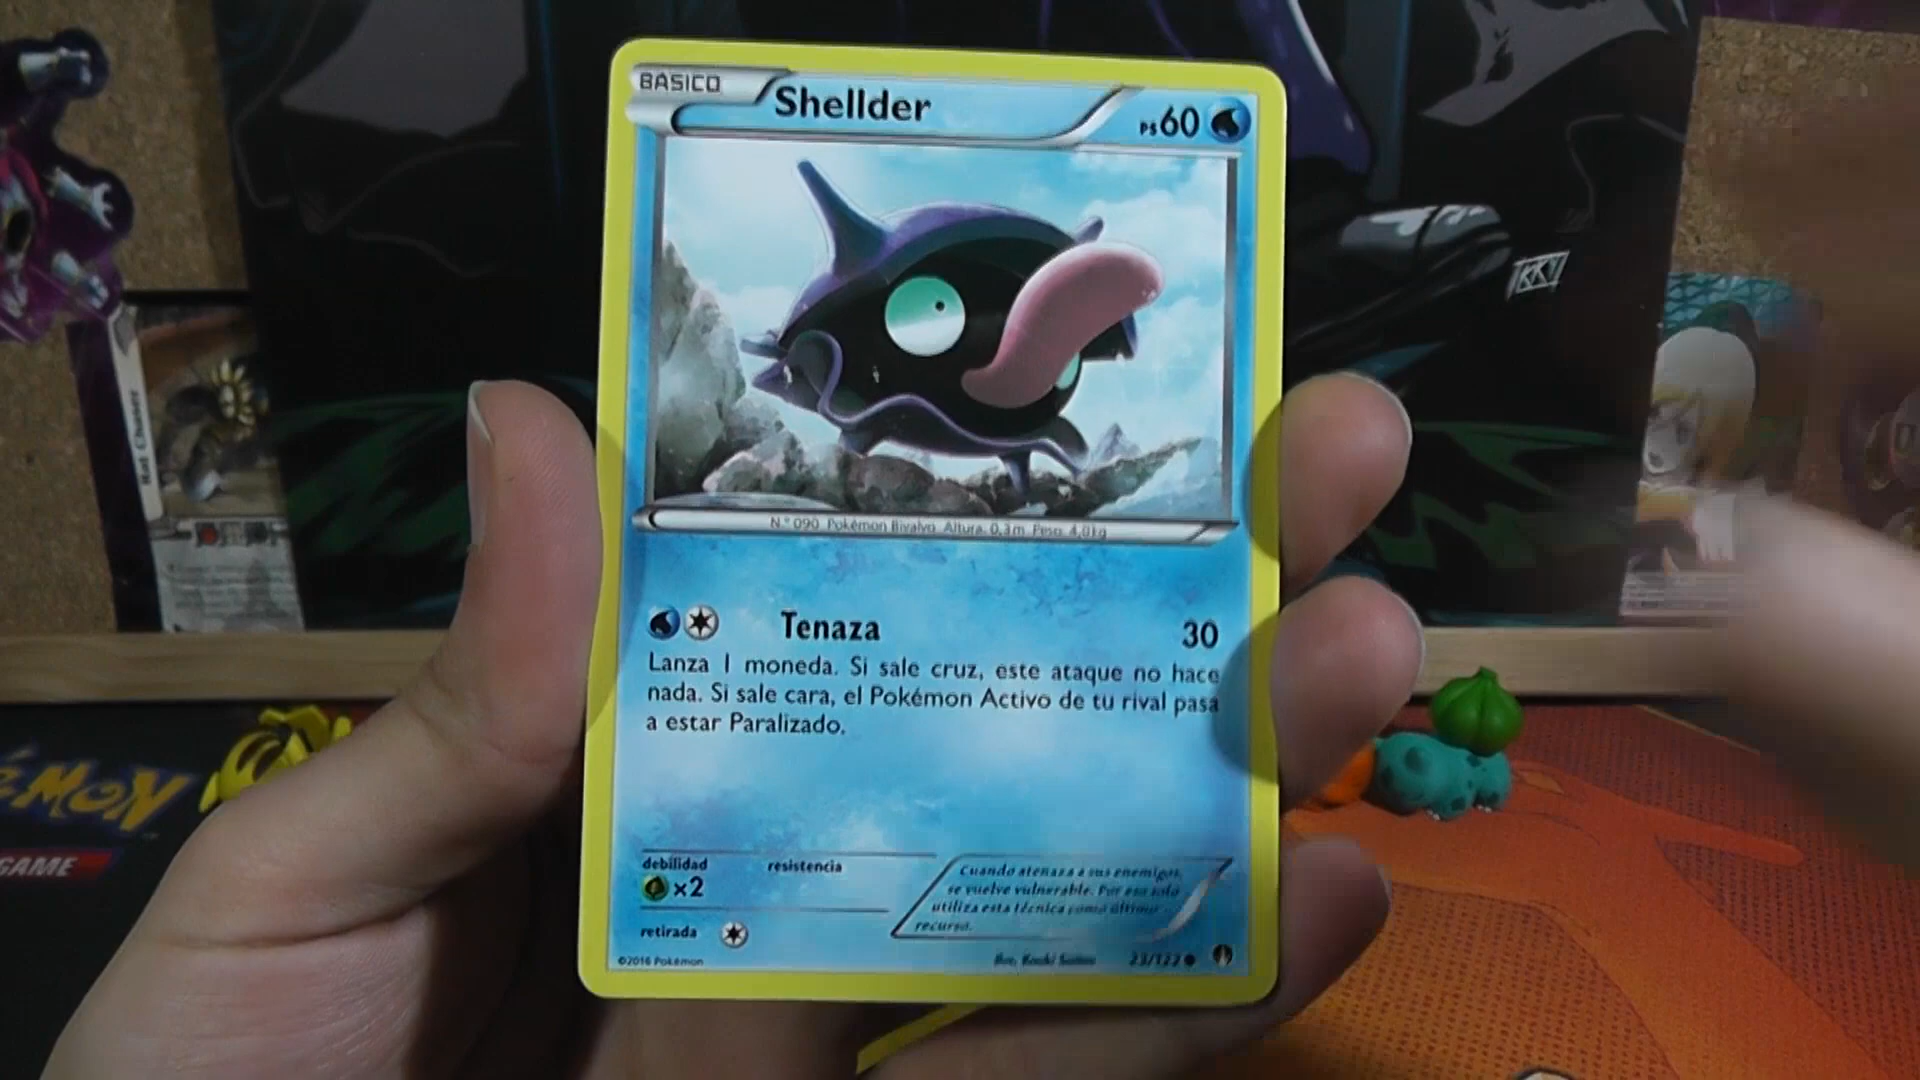 BÁSICO
Shellder
PS60
N.º 090 Pokémon Bivalvo Altura: 0,3 m Peso: 4,0 kg
Tenaza 30
Lanza 1 moneda. Si sale cruz, este ataque no hace
nada. Si sale cara, el Pokémon Activo de tu rival pasa
a estar Paralizado.
debilidad
×2
resistencia
retirada
Cuando atenaza a sus enemigos,
se vuelve vulnerable. Por eso solo
utiliza esta técnica como último
recurso.
©2016 Pokémon
Ilus.
23/122
TKKY
éMON
GAME